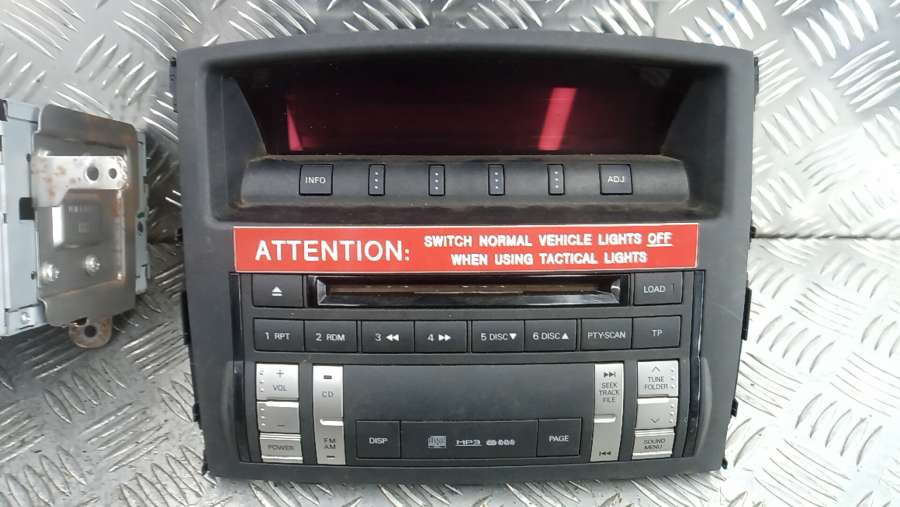 INFO ADJ
ATTENTION: SWITCH NORMAL VEHICLE LIGHTS OFF
WHEN USING TACTICAL LIGHTS
LOAD
1 RPT 2 RDM 3 ◀◀ 4 ▶▶ 5 DISC▼ 6 DISC▲ PTY-SCAN TP
+ VOL –
CD
SEEK
TRACK
FILE
TUNE
FOLDER
POWER
FM
AM
DISP
MP3
PAGE
SOUND
MENU